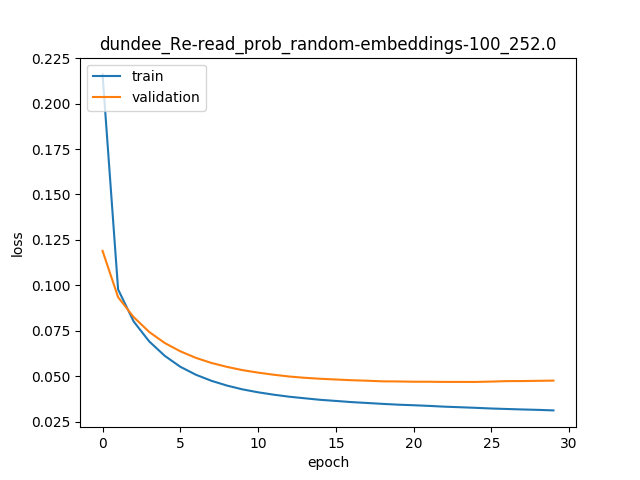 dundee_Re-read_prob_random-embeddings-100_252.0
train
validation
0.225
0.200
0.175
0.150
0.125
0.100
0.075
0.050
0.025
loss
0 5 10 15 20 25 30
epoch